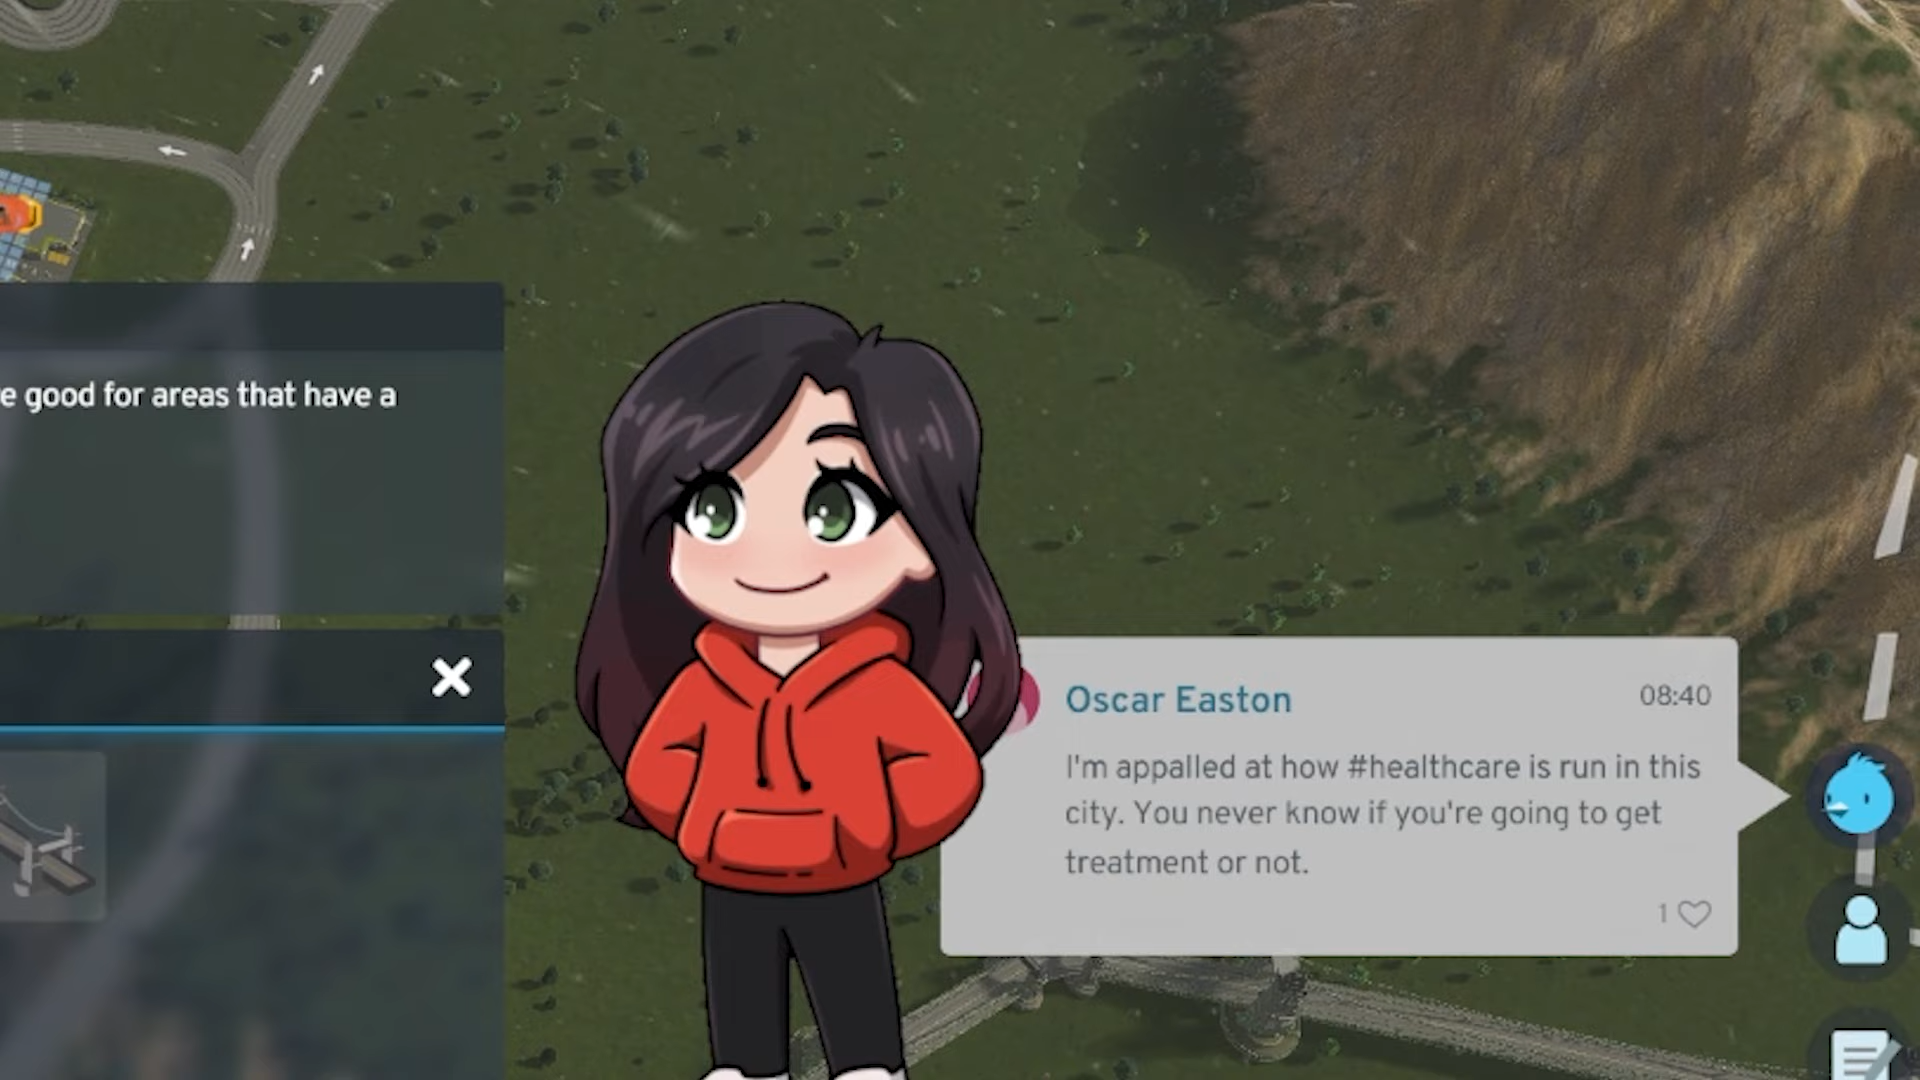 e good for areas that have a
Oscar Easton
08:40
I'm appalled at how #healthcare is run in this
city. You never know if you're going to get
treatment or not.
1